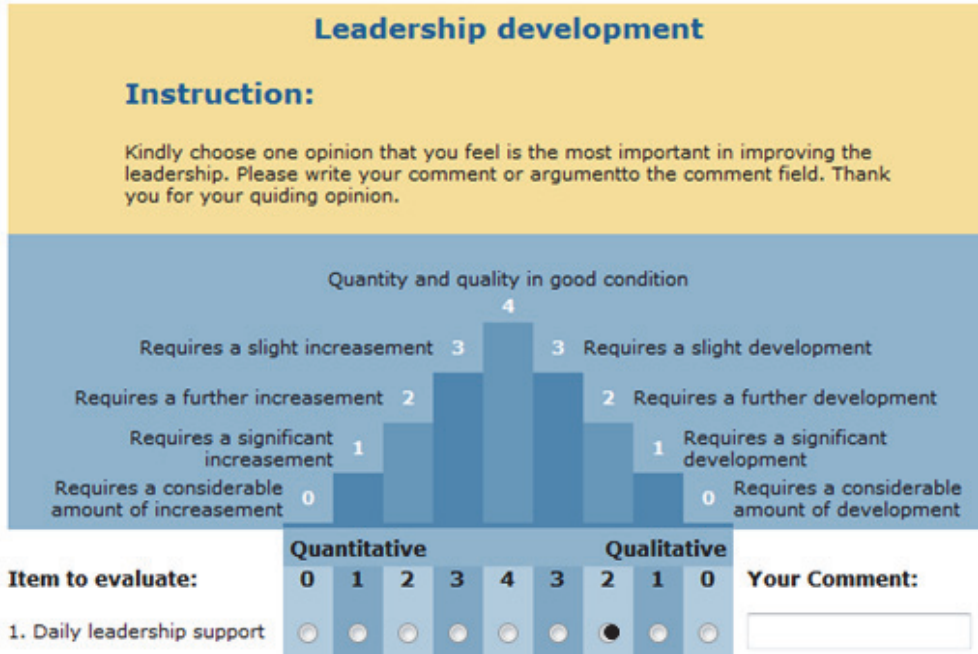 Leadership development
Instruction:
Kindly choose one opinion that you feel is the most important in improving the
leadership. Please write your comment or argumentto the comment field. Thank
you for your quiding opinion.
Quantity and quality in good condition
4
Requires a slight increasement 3 3 Requires a slight development
Requires a further increasement 2 2 Requires a further development
Requires a significant
increasement 1 1 Requires a significant
development
Requires a considerable
amount of increasement 0 0 Requires a considerable
amount of development
Quantitative Qualitative
Item to evaluate: 0 1 2 3 4 3 2 1 0 Your Comment:
1. Daily leadership support